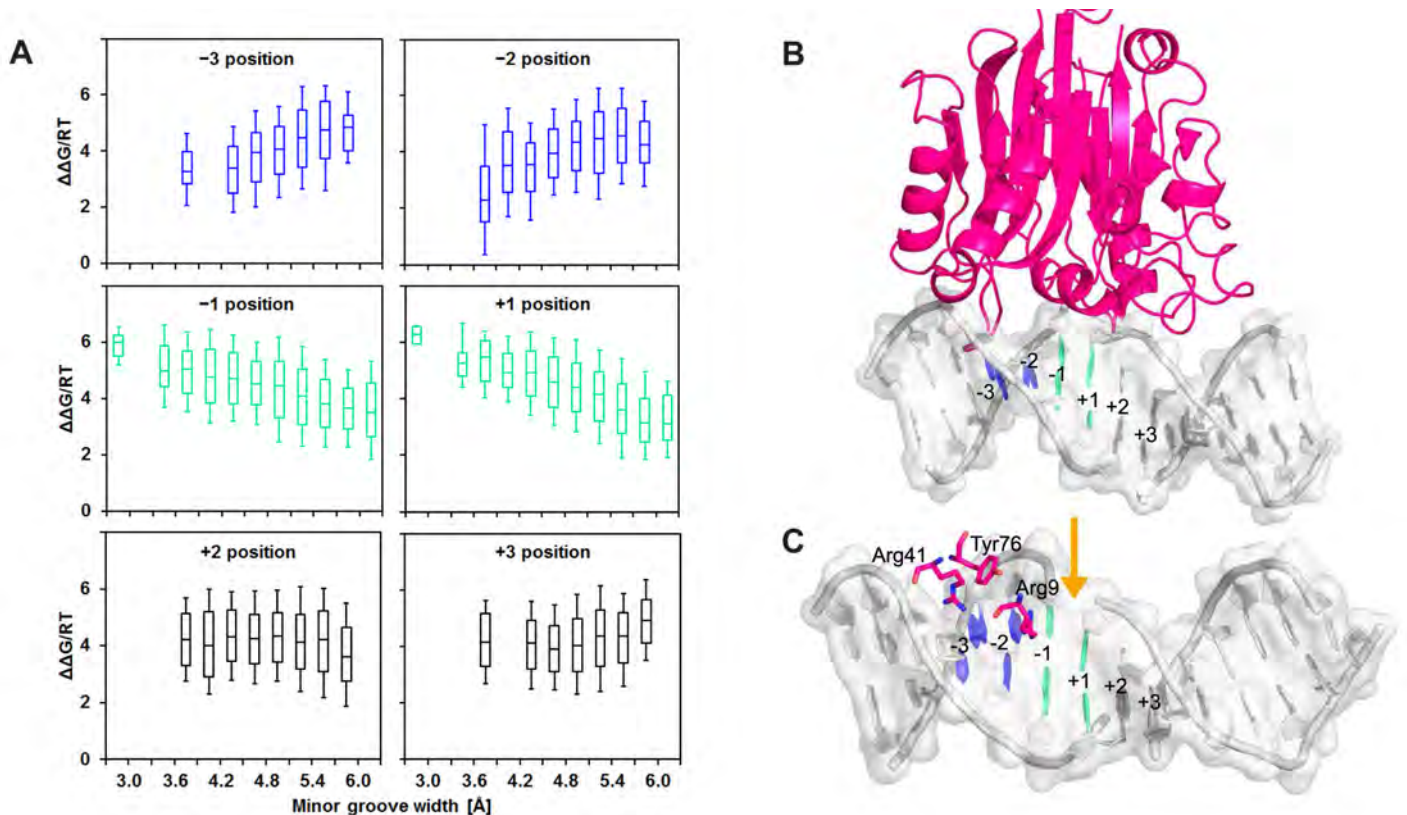 A
−3 position
−2 position
ΔΔG/RT
6
4
2
0
−1 position
+1 position
ΔΔG/RT
6
4
2
0
+2 position
+3 position
ΔΔG/RT
6
4
2
0
3.0 3.6 4.2 4.8 5.4 6.0
3.0 3.6 4.2 4.8 5.4 6.0
Minor groove width [Å]
B
-3
-2
-1
+1
+2
+3
C
Arg41
Tyr76
Arg9
-3
-2
-1
+1
+2
+3